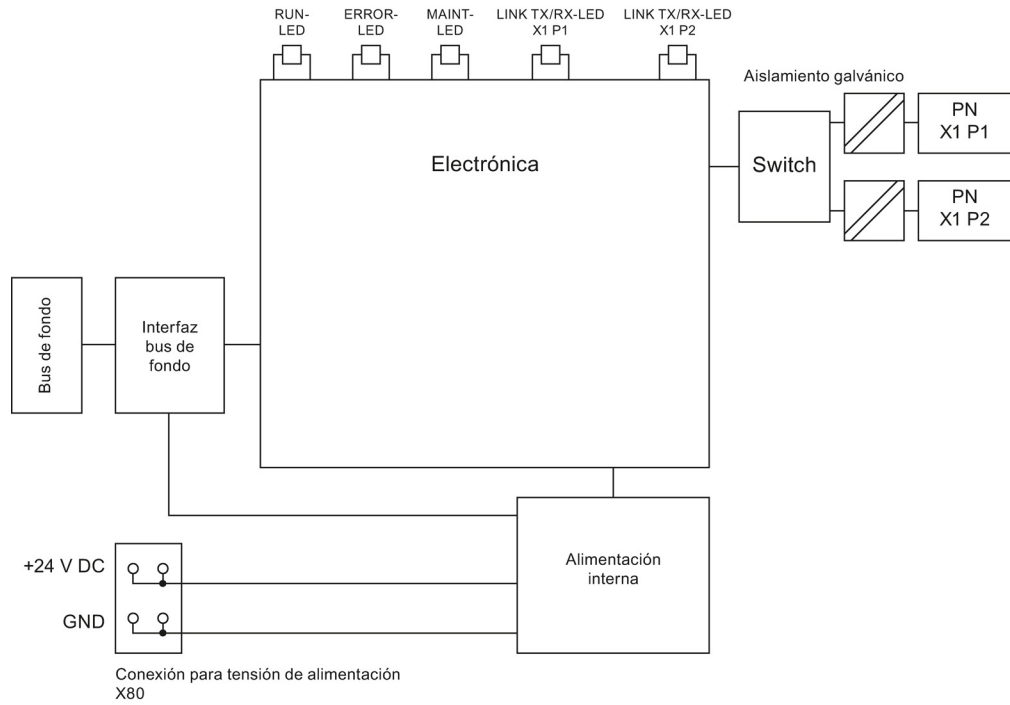 RUN-
LED
ERROR-
LED
MAINT-
LED
LINK TX/RX-LED
X1 P1
LINK TX/RX-LED
X1 P2
Aislamiento galvánico
Electrónica
Switch
PN
X1 P1
PN
X1 P2
Bus de fondo
Interfaz
bus de
fondo
+24 V DC
GND
Alimentación
interna
Conexión para tensión de alimentación
X80